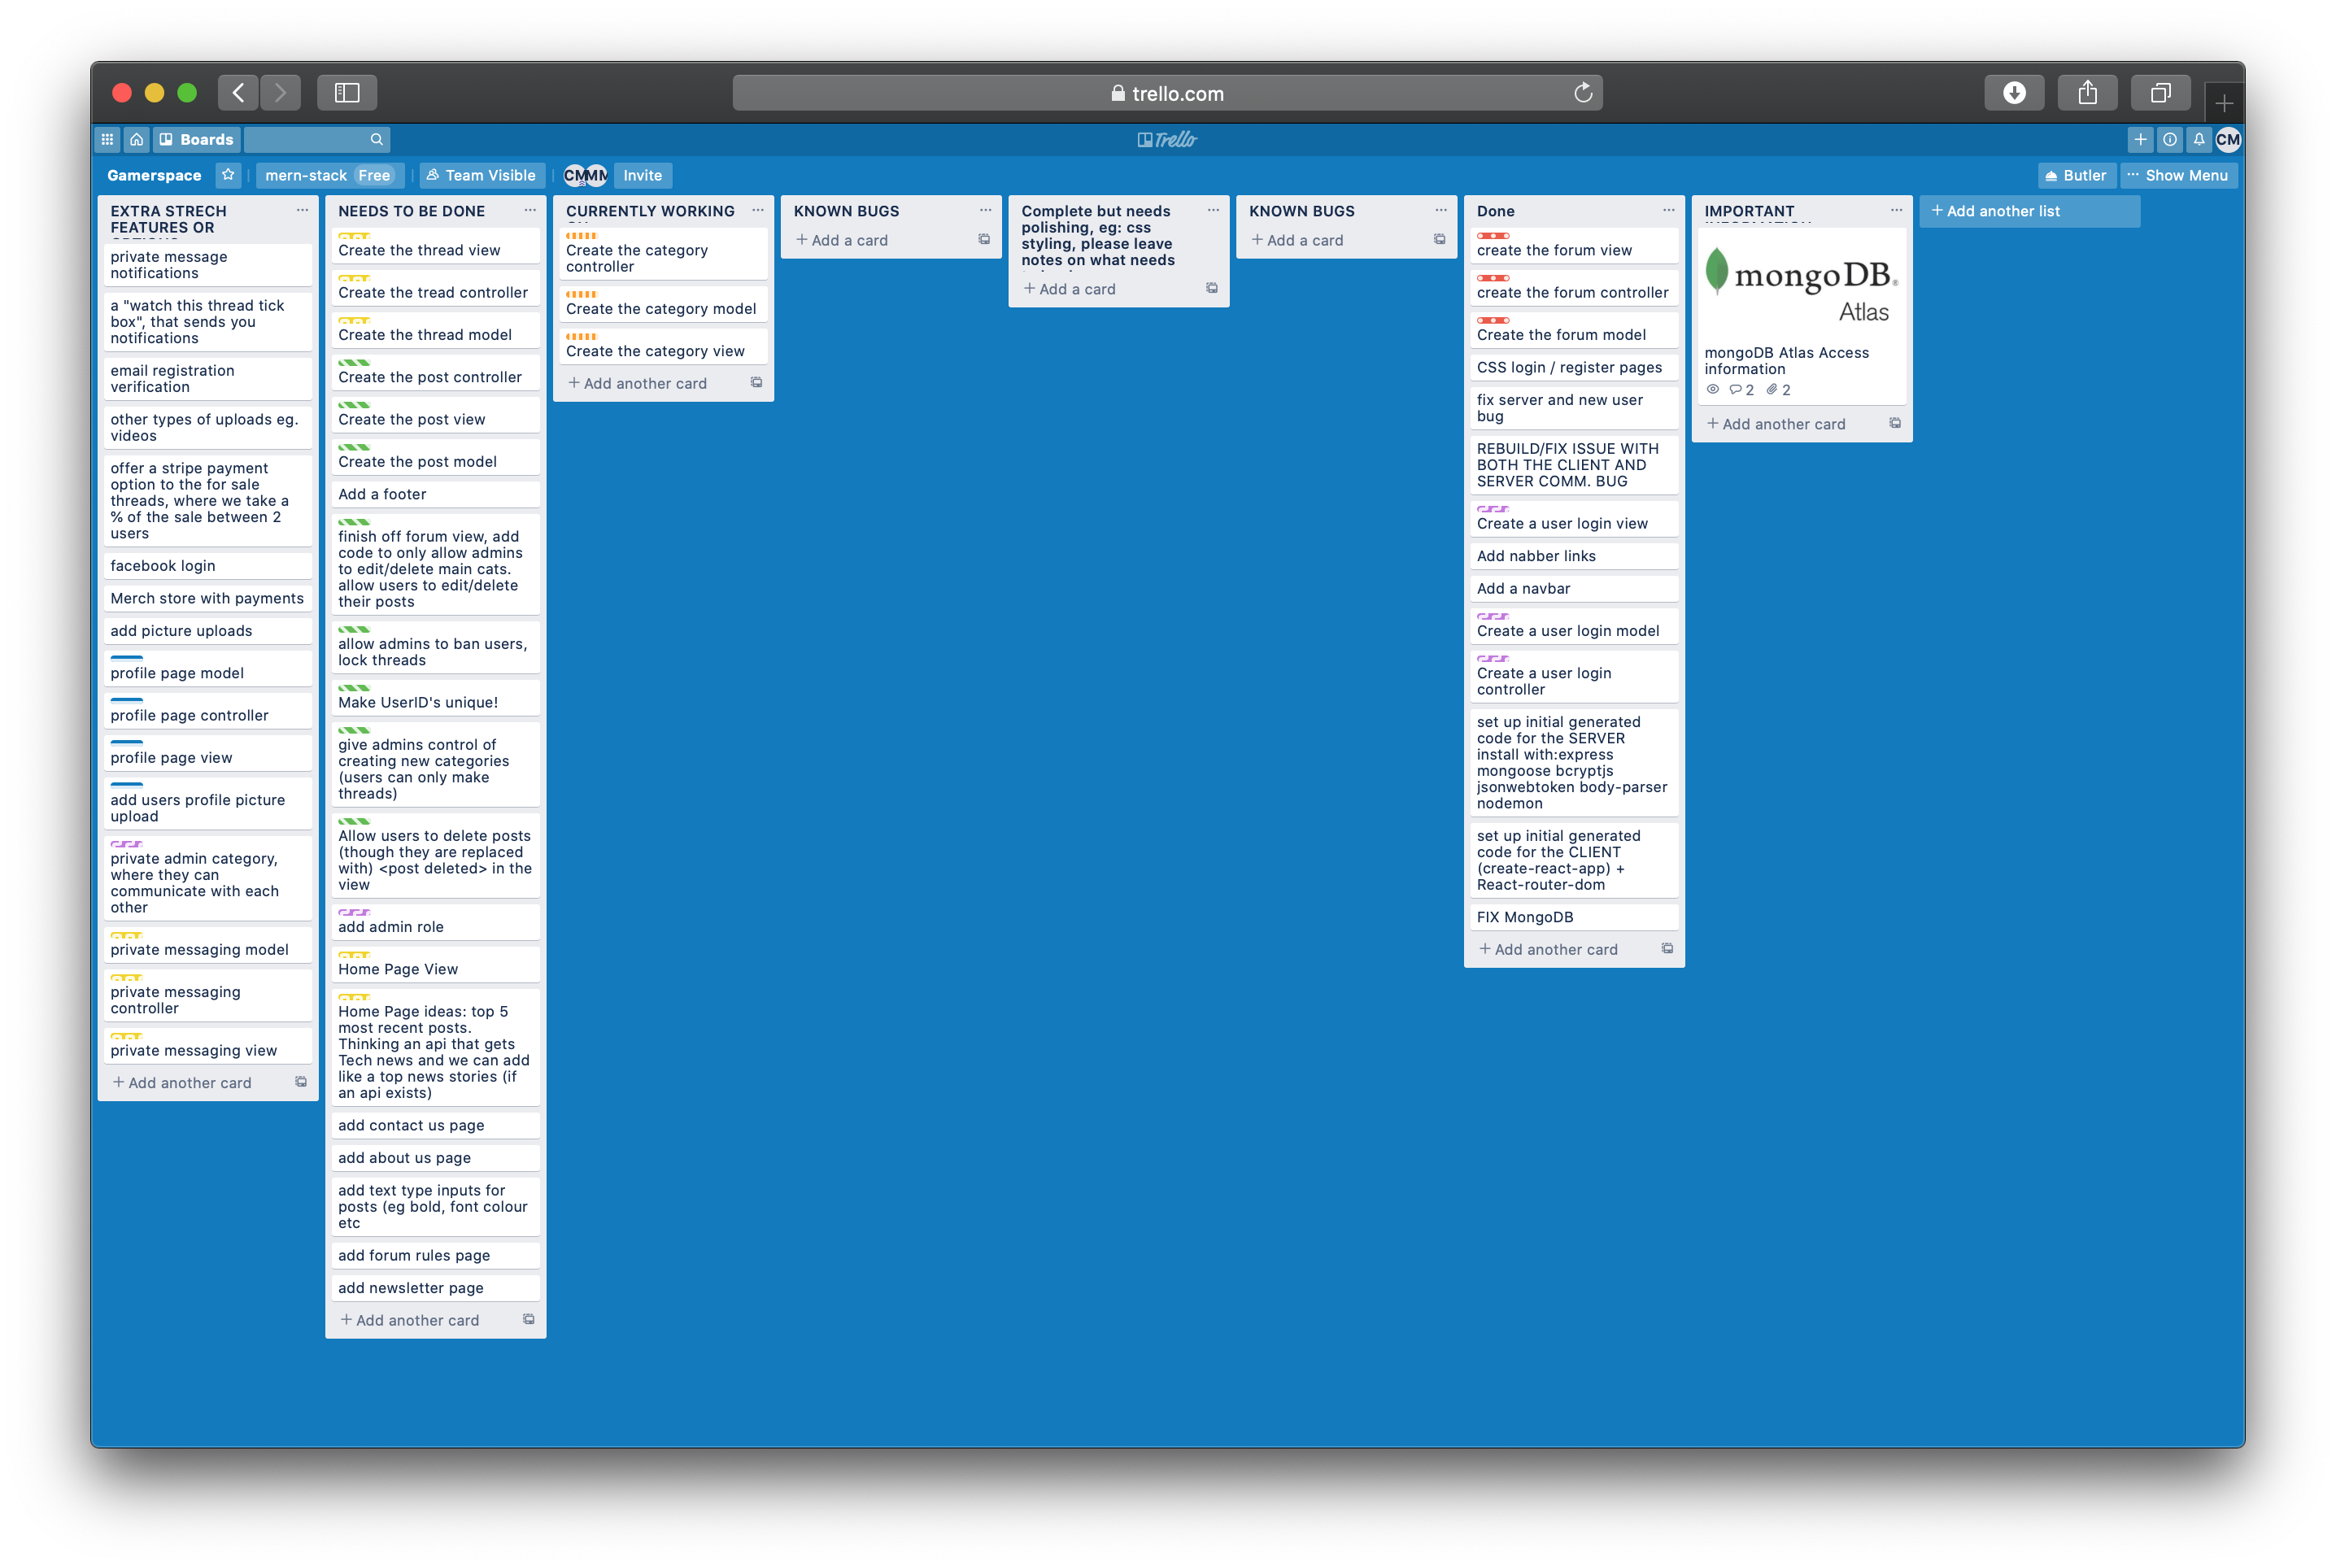 trello.com
Boards
Trello
CM
Gamerspace
mern-stack Free
Team Visible
CM
MM
Invite
Butler
Show Menu
EXTRA STRECH
FEATURES OR
private message
notifications
a "watch this thread tick
box", that sends you
notifications
email registration
verification
other types of uploads eg.
videos
offer a stripe payment
option to the for sale
threads, where we take a
% of the sale between 2
users
facebook login
Merch store with payments
add picture uploads
profile page model
profile page controller
profile page view
add users profile picture
upload
private admin category,
where they can
communicate with each
other
private messaging model
private messaging
controller
private messaging view
+ Add another card
NEEDS TO BE DONE
Create the thread view
Create the tread controller
Create the thread model
Create the post controller
Create the post view
Create the post model
Add a footer
finish off forum view, add
code to only allow admins
to edit/delete main cats.
allow users to edit/delete
their posts
allow admins to ban users,
lock threads
Make UserID's unique!
give admins control of
creating new categories
(users can only make
threads)
Allow users to delete posts
(though they are replaced
with) <post deleted> in the
view
add admin role
Home Page View
Home Page ideas: top 5
most recent posts.
Thinking an api that gets
Tech news and we can add
like a top news stories (if
an api exists)
add contact us page
add about us page
add text type inputs for
posts (eg bold, font colour
etc
add forum rules page
add newsletter page
+ Add another card
CURRENTLY WORKING
Create the category
controller
Create the category model
Create the category view
+ Add another card
KNOWN BUGS
+ Add a card
Complete but needs
polishing, eg: css
styling, please leave
notes on what needs
+ Add a card
KNOWN BUGS
+ Add a card
Done
create the forum view
create the forum controller
Create the forum model
CSS login / register pages
fix server and new user
bug
REBUILD/FIX ISSUE WITH
BOTH THE CLIENT AND
SERVER COMM. BUG
Create a user login view
Add nabber links
Add a navbar
Create a user login model
Create a user login
controller
set up initial generated
code for the SERVER
install with:express
mongoose bcryptjs
jsonwebtoken body-parser
nodemon
set up initial generated
code for the CLIENT
(create-react-app) +
React-router-dom
FIX MongoDB
+ Add another card
IMPORTANT
mongoDB®
Atlas
mongoDB Atlas Access
information
2 2
+ Add another card
+ Add another list